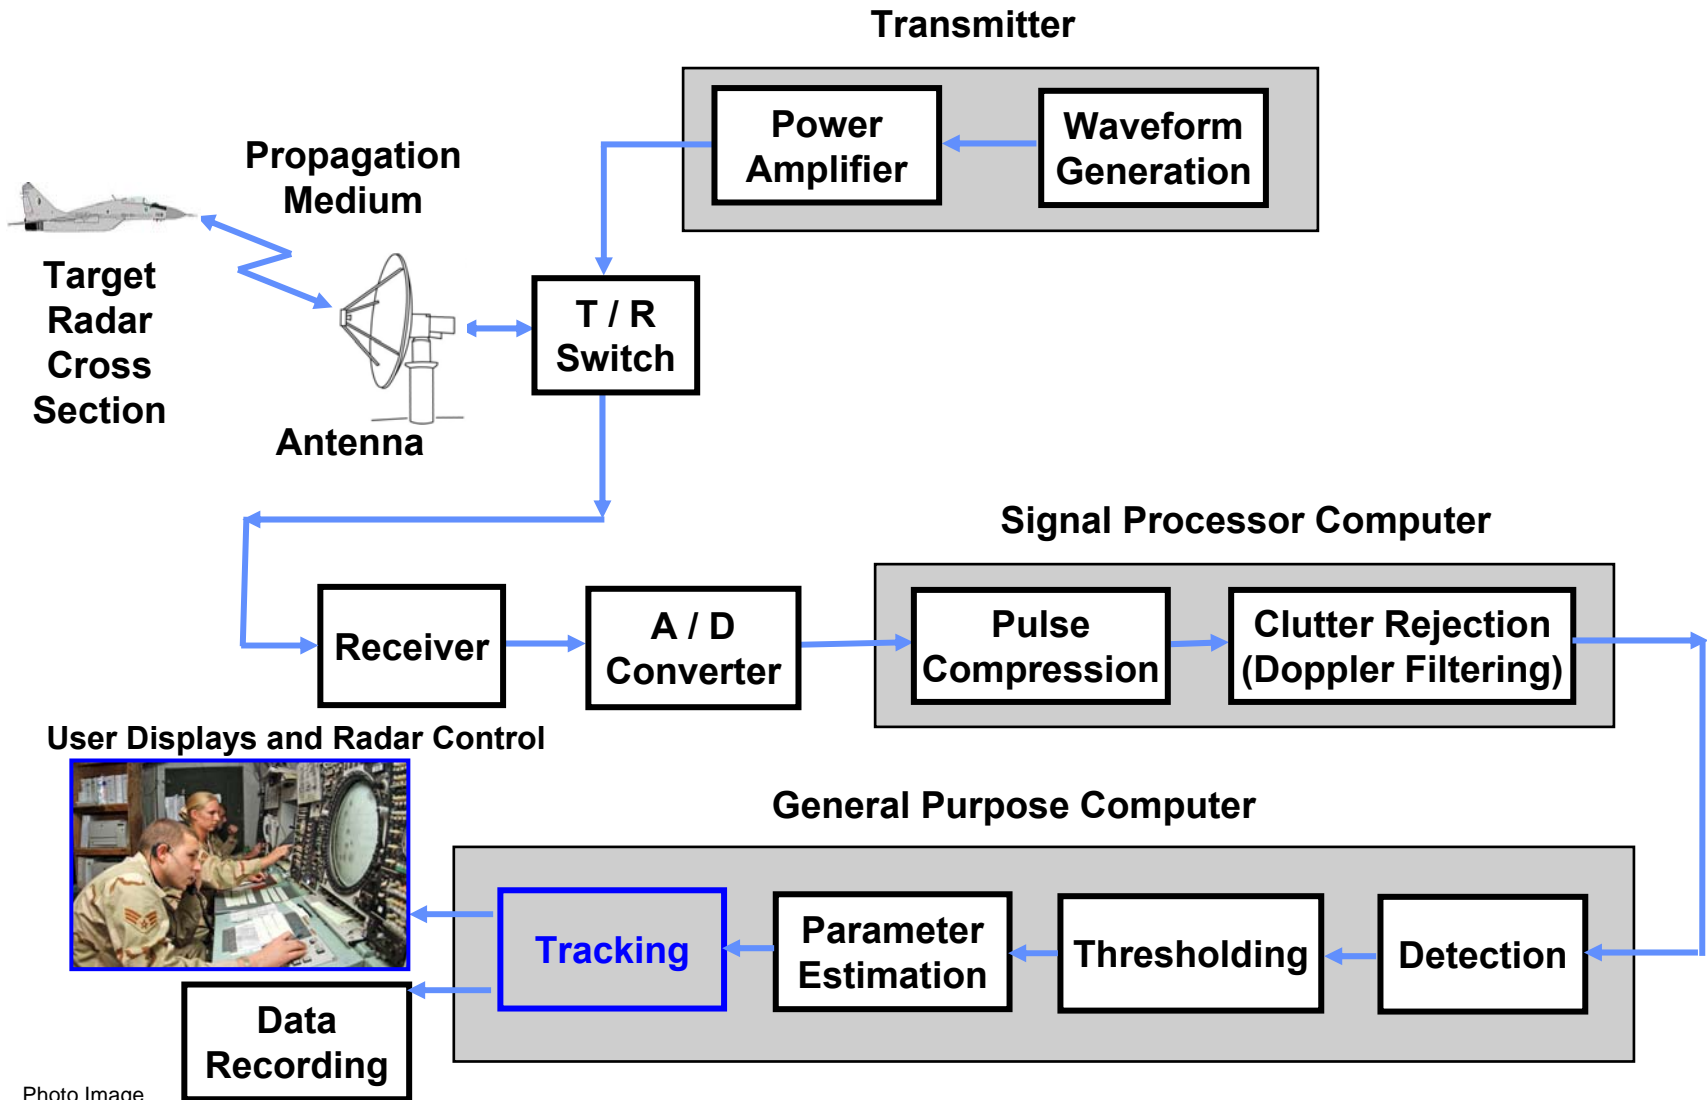 Transmitter
Power
Amplifier
Waveform
Generation
Propagation
Medium
Target
Radar
Cross
Section
Antenna
T / R
Switch
Signal Processor Computer
Receiver
A / D
Converter
Pulse
Compression
Clutter Rejection
(Doppler Filtering)
User Displays and Radar Control
General Purpose Computer
Tracking
Parameter
Estimation
Thresholding
Detection
Data
Recording
Photo Image